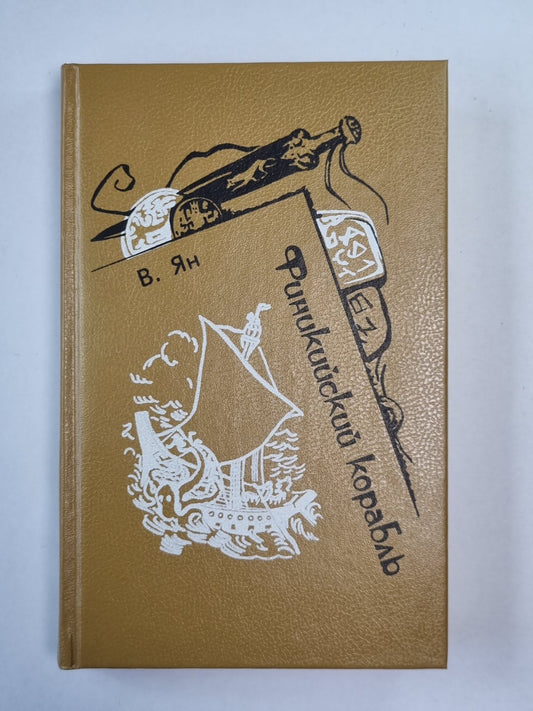 В. Ян
Финикийский корабль